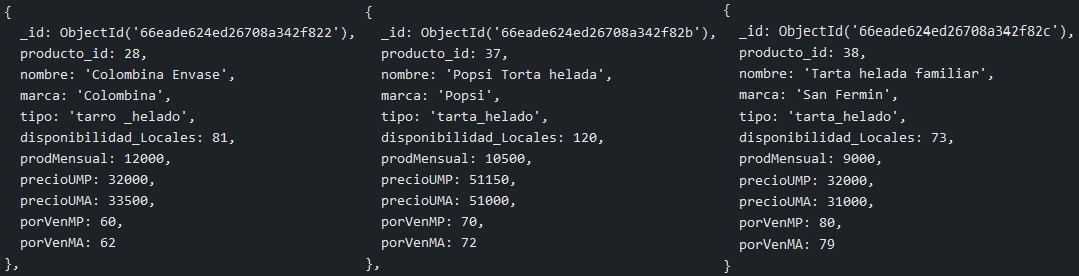 {
_id: ObjectId('66eade624ed26708a342f822'),
producto_id: 28,
nombre: 'Colombina Envase',
marca: 'Colombina',
tipo: 'tarro _helado',
disponibilidad_Locales: 81,
prodMensual: 12000,
precioUMP: 32000,
precioUMA: 33500,
porVenMP: 60,
porVenMA: 62
},
{
_id: ObjectId('66eade624ed26708a342f82b'),
producto_id: 37,
nombre: 'Popsi Torta helada',
marca: 'Popsi',
tipo: 'tarta_helado',
disponibilidad_Locales: 120,
prodMensual: 10500,
precioUMP: 51150,
precioUMA: 51000,
porVenMP: 70,
porVenMA: 72
},
{
_id: ObjectId('66eade624ed26708a342f82c'),
producto_id: 38,
nombre: 'Tarta helada familiar',
marca: 'San Fermin',
tipo: 'tarta_helado',
disponibilidad_Locales: 73,
prodMensual: 9000,
precioUMP: 32000,
precioUMA: 31000,
porVenMP: 80,
porVenMA: 79
}